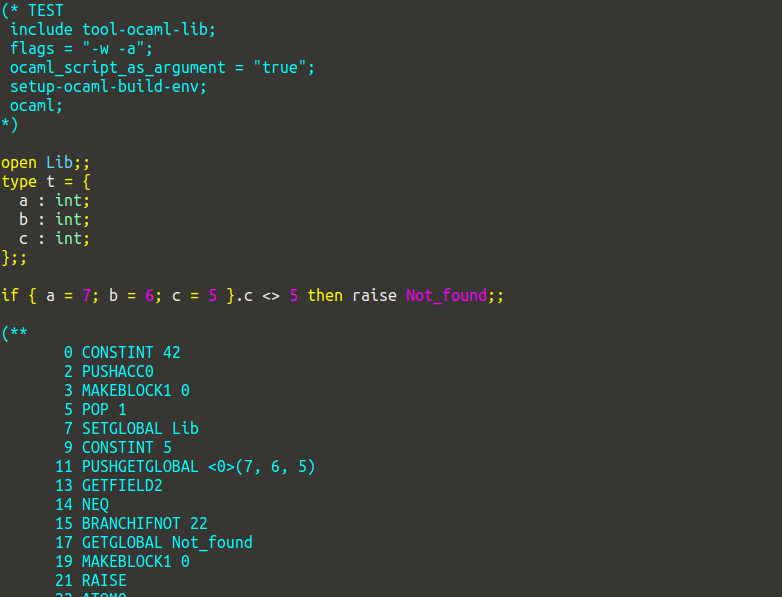 (* TEST
 include tool-ocaml-lib;
 flags = "-w -a";
 ocaml_script_as_argument = "true";
 setup-ocaml-build-env;
 ocaml;
*)

open Lib;;
type t = {
  a : int;
  b : int;
  c : int;
};;

if { a = 7; b = 6; c = 5 }.c <> 5 then raise Not_found;;

(**
       0 CONSTINT 42
       2 PUSHACC0
       3 MAKEBLOCK1 0
       5 POP 1
       7 SETGLOBAL Lib
       9 CONSTINT 5
      11 PUSHGETGLOBAL <0>(7, 6, 5)
      13 GETFIELD2
      14 NEQ
      15 BRANCHIFNOT 22
      17 GETGLOBAL Not_found
      19 MAKEBLOCK1 0
      21 RAISE
      22 ATOM0